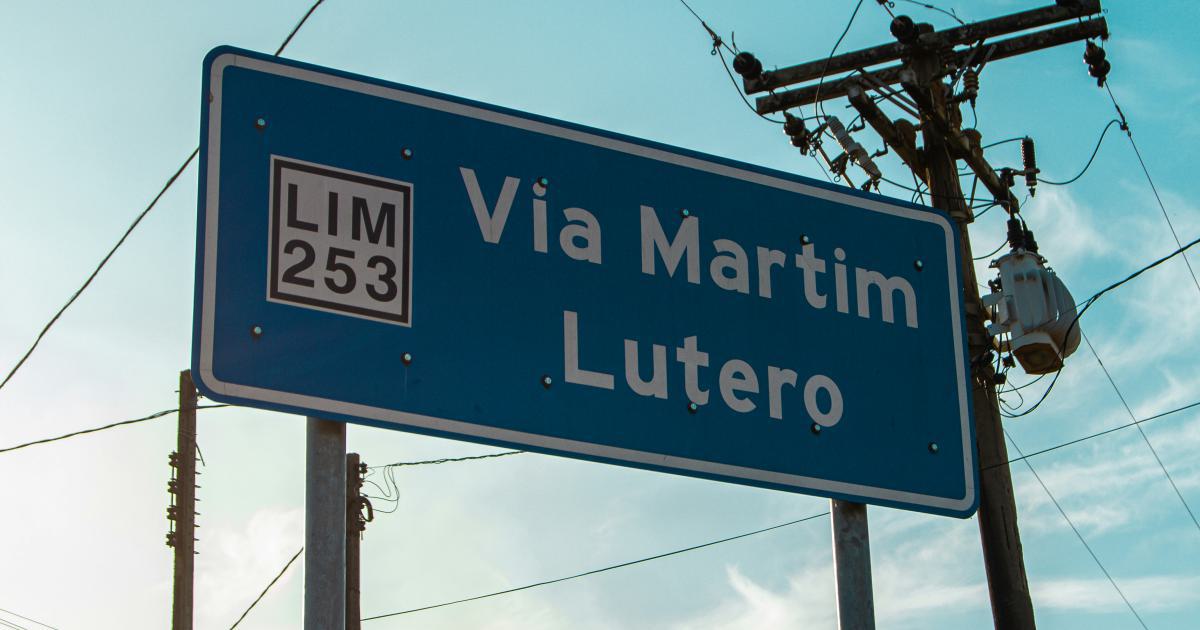 LIM
253
Via Martim
Lutero